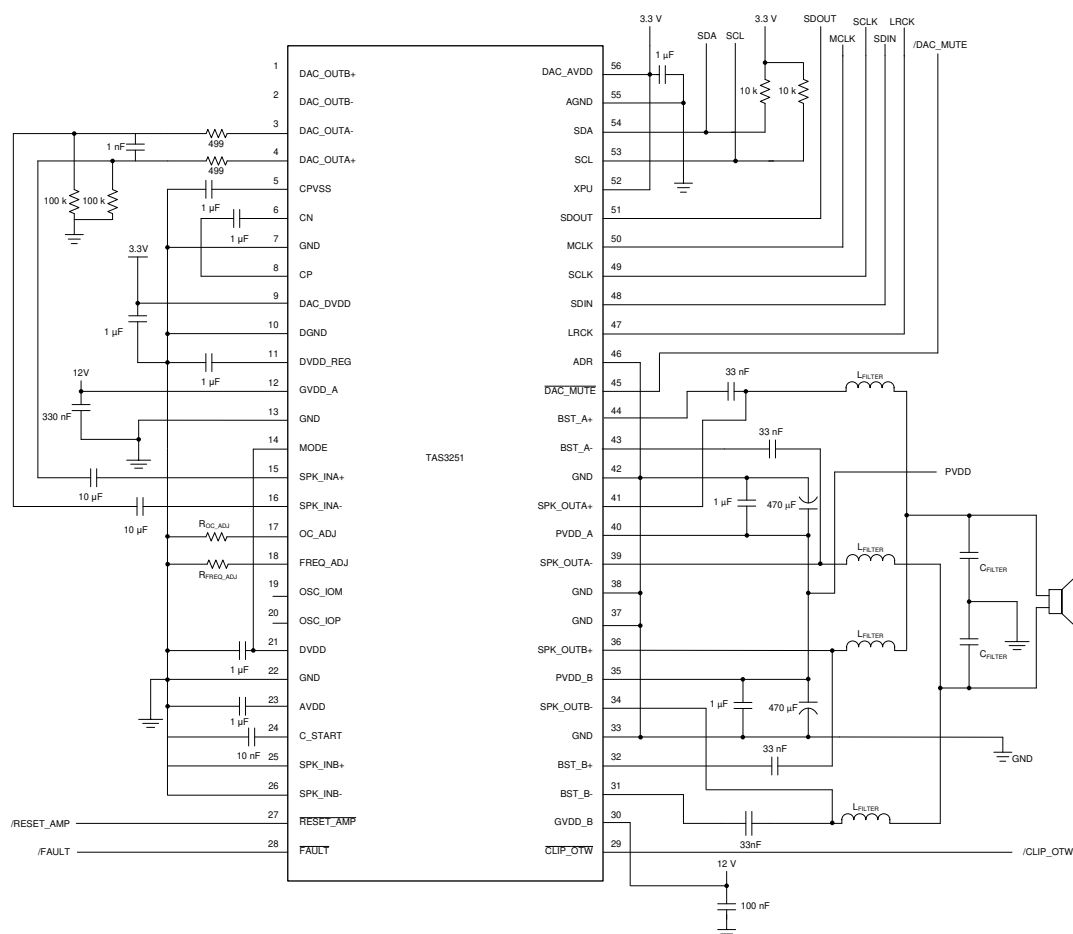 3.3 V
3.3 V
SDOUT
SCLK
LRCK
SDA
SCL
MCLK
SDIN
/DAC_MUTE
1 µF
10 k
10 k
1
DAC_OUTB+
2
DAC_OUTB-
3
DAC_OUTA-
4
DAC_OUTA+
5
CPVSS
6
CN
7
GND
8
CP
9
DAC_DVDD
10
DGND
11
DVDD_REG
12
GVDD_A
13
GND
14
MODE
15
SPK_INA+
16
SPK_INA-
17
OC_ADJ
18
FREQ_ADJ
19
OSC_IOM
20
OSC_IOP
21
DVDD
22
GND
23
AVDD
24
C_START
25
SPK_INB+
26
SPK_INB-
27
RESET_AMP
28
FAULT
TAS3251
56
DAC_AVDD
55
AGND
54
SDA
53
SCL
52
XPU
51
SDOUT
50
MCLK
49
SCLK
48
SDIN
47
LRCK
46
ADR
45
DAC_MUTE
44
BST_A+
43
BST_A-
42
GND
41
SPK_OUTA+
40
PVDD_A
39
SPK_OUTA-
38
GND
37
GND
36
SPK_OUTB+
35
PVDD_B
34
SPK_OUTB-
33
GND
32
BST_B+
31
BST_B-
30
GVDD_B
29
CLIP_OTW
1 nF
499
499
100 k
100 k
1 µF
1 µF
3.3V
1 µF
1 µF
12V
330 nF
10 µF
10 µF
ROC_ADJ
RFREQ_ADJ
1 µF
1 µF
10 nF
/RESET_AMP
/FAULT
33 nF
LFILTER
33 nF
PVDD
1 µF
470 µF
LFILTER
CFILTER
LFILTER
CFILTER
1 µF
470 µF
33 nF
GND
LFILTER
33nF
/CLIP_OTW
12 V
100 nF